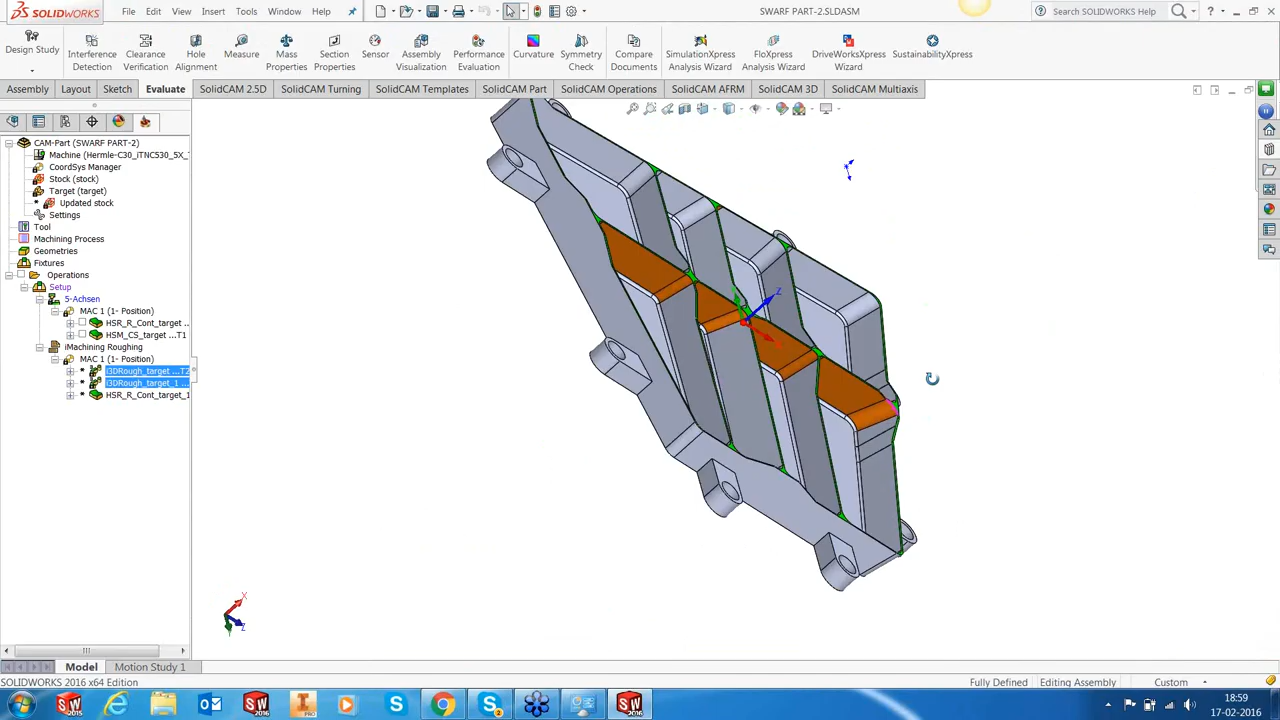 SOLIDWORKS File Edit View Insert Tools Window Help SWARF PART-2.SLDASM Search SOLIDWORKS Help
Design Study
Interference Detection
Clearance Verification
Hole Alignment
Measure
Mass Properties
Section Properties
Sensor
Assembly Visualization
Performance Evaluation
Curvature
Symmetry Check
Compare Documents
SimulationXpress Analysis Wizard
FloXpress Analysis Wizard
DriveWorksXpress Wizard
SustainabilityXpress
Assembly Layout Sketch Evaluate SolidCAM 2.5D SolidCAM Turning SolidCAM Templates SolidCAM Part SolidCAM Operations SolidCAM AFRM SolidCAM 3D SolidCAM Multiaxis
CAM-Part (SWARF PART-2)
Machine (Hermle-C30_iTNC530_5X_
CoordSys Manager
Stock (stock)
Target (target)
Updated stock
Settings
Tool
Machining Process
Geometries
Fixtures
Operations
Setup
5-Achsen
MAC 1 (1- Position)
HSR_R_Cont_target ..
HSM_CS_target ...T1
iMachining Roughing
MAC 1 (1- Position)
i3DRough_target ...T2
i3DRough_target_1 ...
HSR_R_Cont_target_1
Z
X
Z
Y
Model Motion Study 1
SOLIDWORKS 2016 x64 Edition Fully Defined Editing Assembly Custom
18:59
17-02-2016